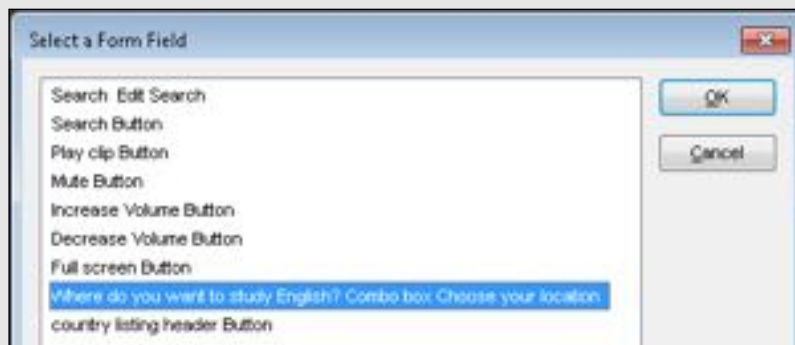 Select a Form Field
Search Edit Search
OK
Search Button
Play clip Button
Cancel
Mute Button
Increase Volume Button
Decrease Volume Button
Full screen Button
Where do you want to study English? Combo box Choose your location
country listing header Button